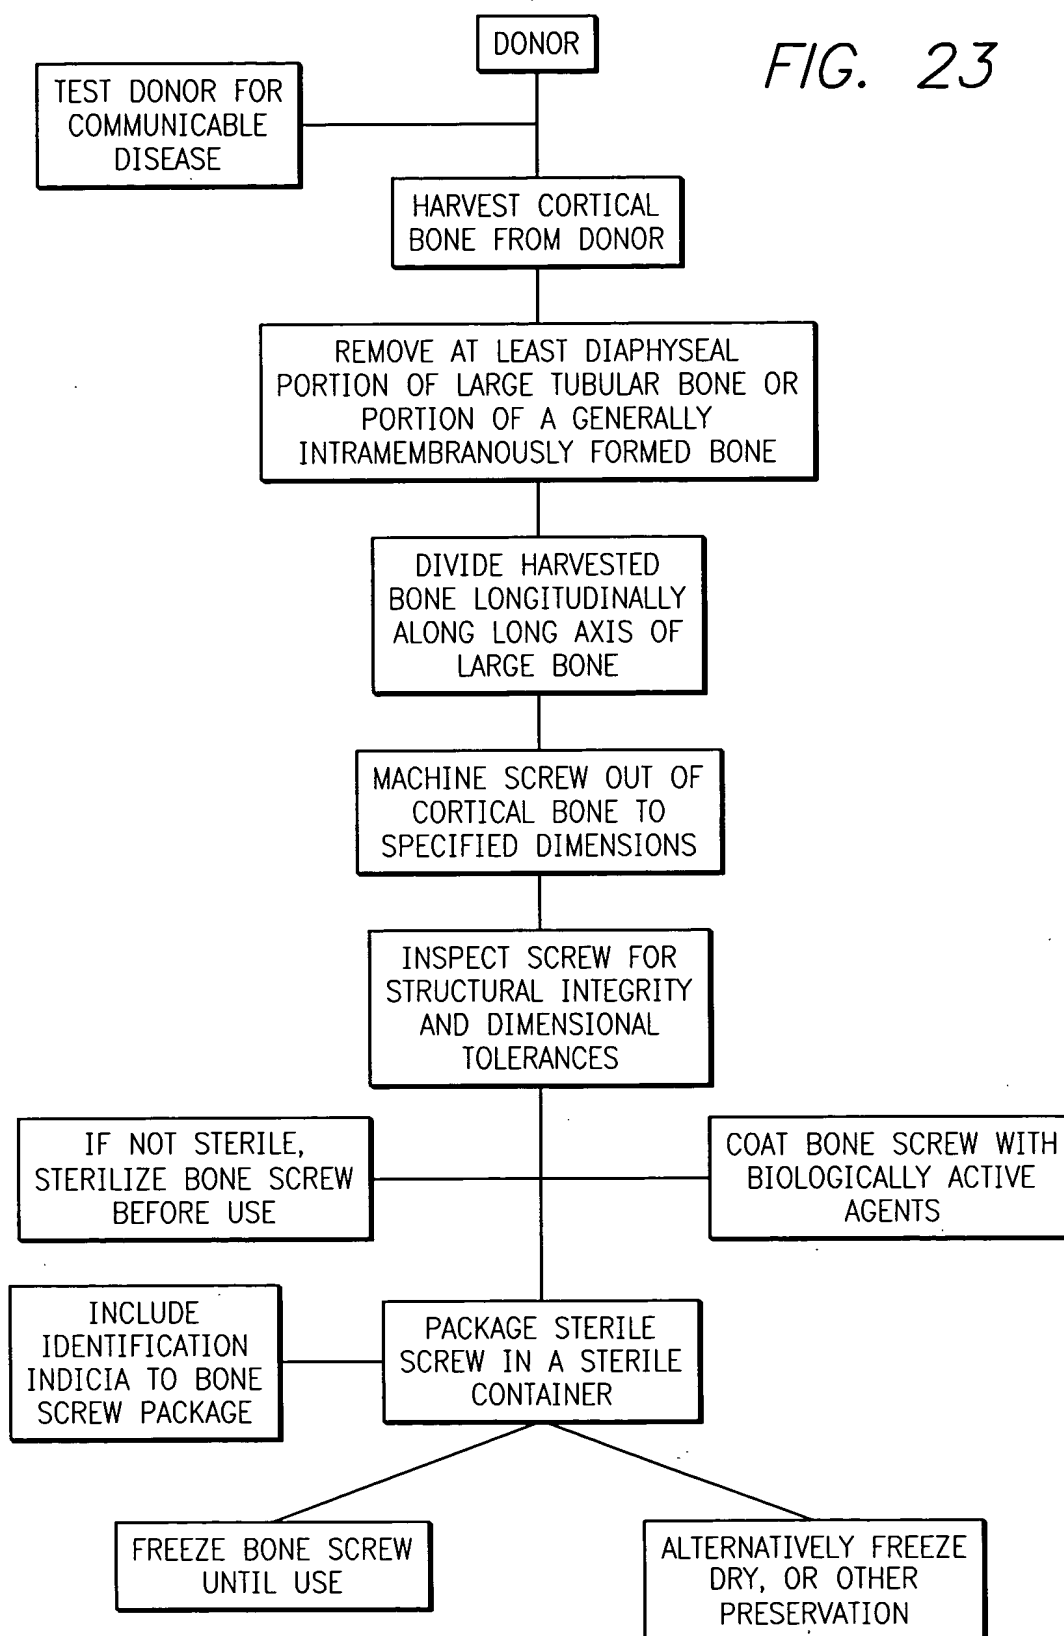 FIG. 23
DONOR
TEST DONOR FOR
COMMUNICABLE
DISEASE
HARVEST CORTICAL
BONE FROM DONOR
REMOVE AT LEAST DIAPHYSEAL
PORTION OF LARGE TUBULAR BONE OR
PORTION OF A GENERALLY
INTRAMEMBRANOUSLY FORMED BONE
DIVIDE HARVESTED
BONE LONGITUDINALLY
ALONG LONG AXIS OF
LARGE BONE
MACHINE SCREW OUT OF
CORTICAL BONE TO
SPECIFIED DIMENSIONS
INSPECT SCREW FOR
STRUCTURAL INTEGRITY
AND DIMENSIONAL
TOLERANCES
IF NOT STERILE,
STERILIZE BONE SCREW
BEFORE USE
COAT BONE SCREW WITH
BIOLOGICALLY ACTIVE
AGENTS
INCLUDE
IDENTIFICATION
INDICIA TO BONE
SCREW PACKAGE
PACKAGE STERILE
SCREW IN A STERILE
CONTAINER
FREEZE BONE SCREW
UNTIL USE
ALTERNATIVELY FREEZE
DRY, OR OTHER
PRESERVATION